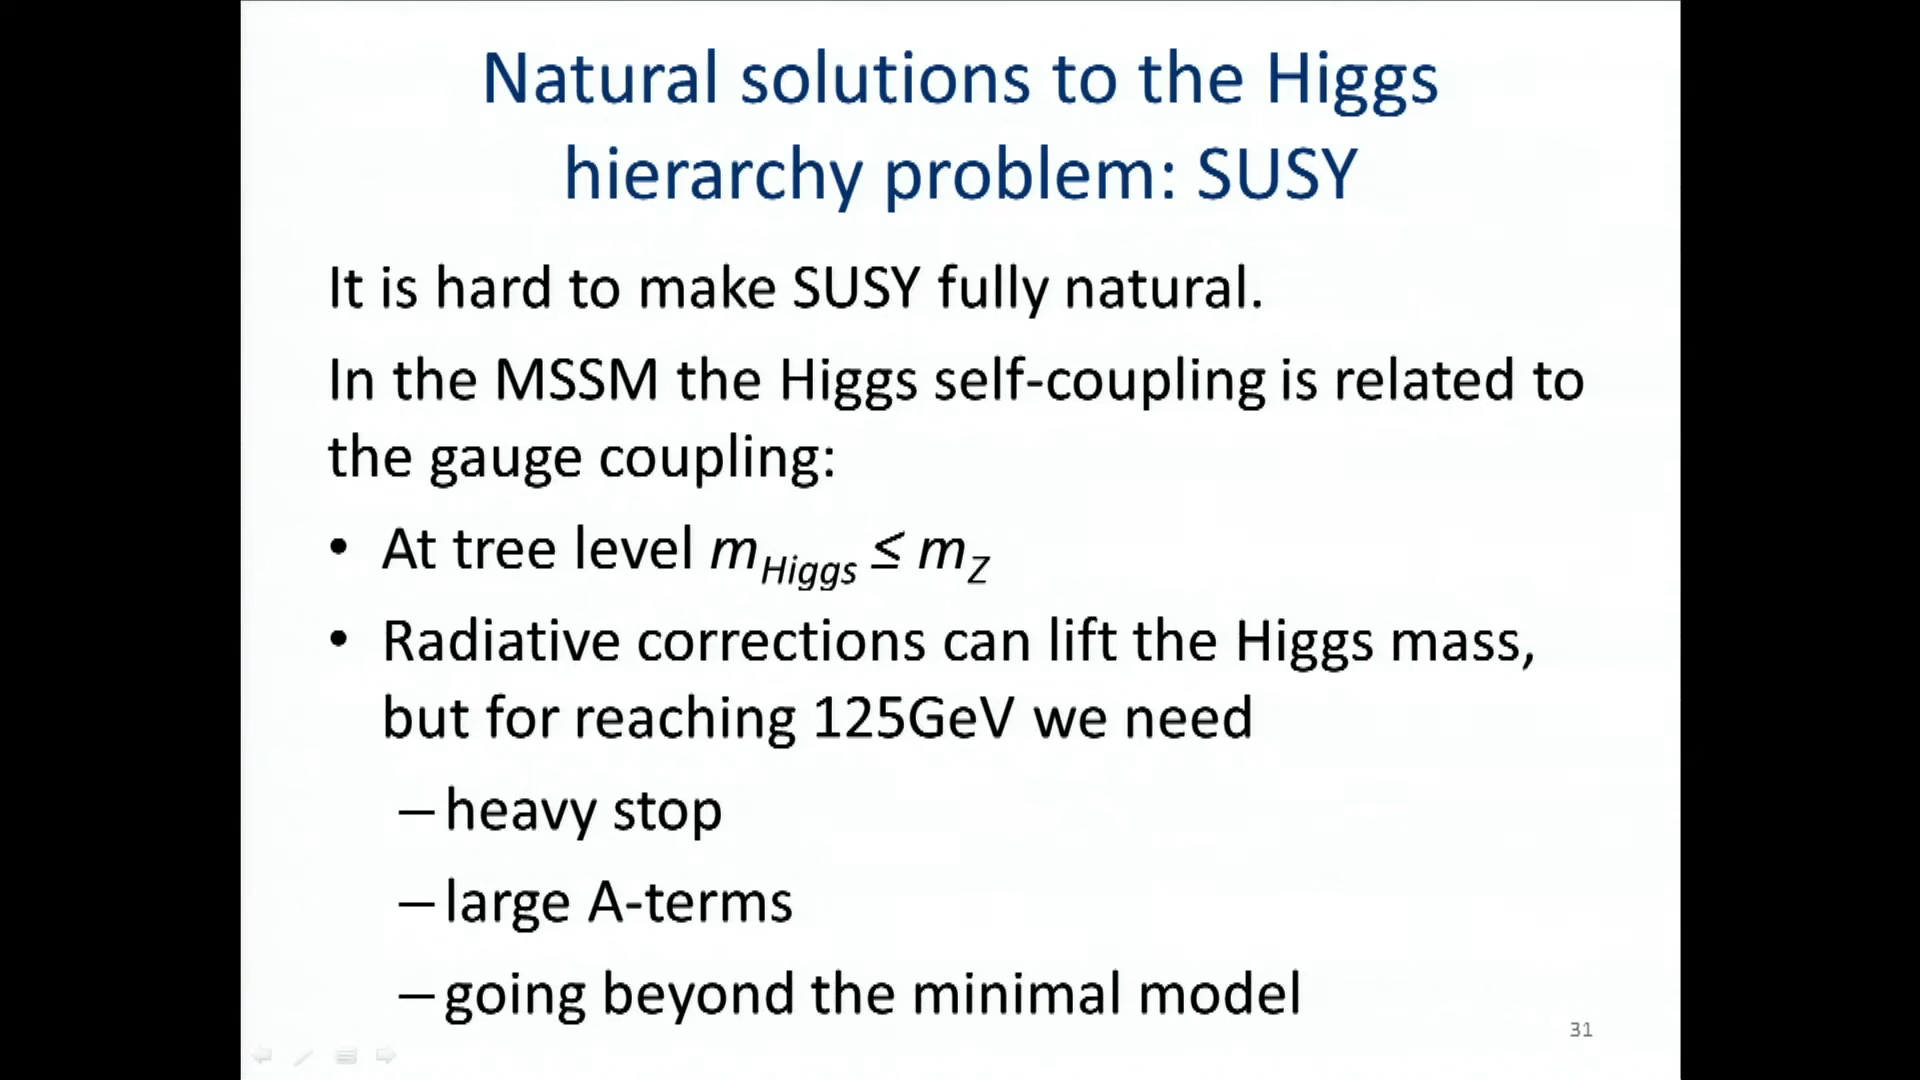 Natural solutions to the Higgs
hierarchy problem: SUSY
It is hard to make SUSY fully natural.
In the MSSM the Higgs self-coupling is related to
the gauge coupling:
• At tree level m_Higgs ≤ m_Z
• Radiative corrections can lift the Higgs mass,
but for reaching 125GeV we need
– heavy stop
– large A-terms
– going beyond the minimal model
31